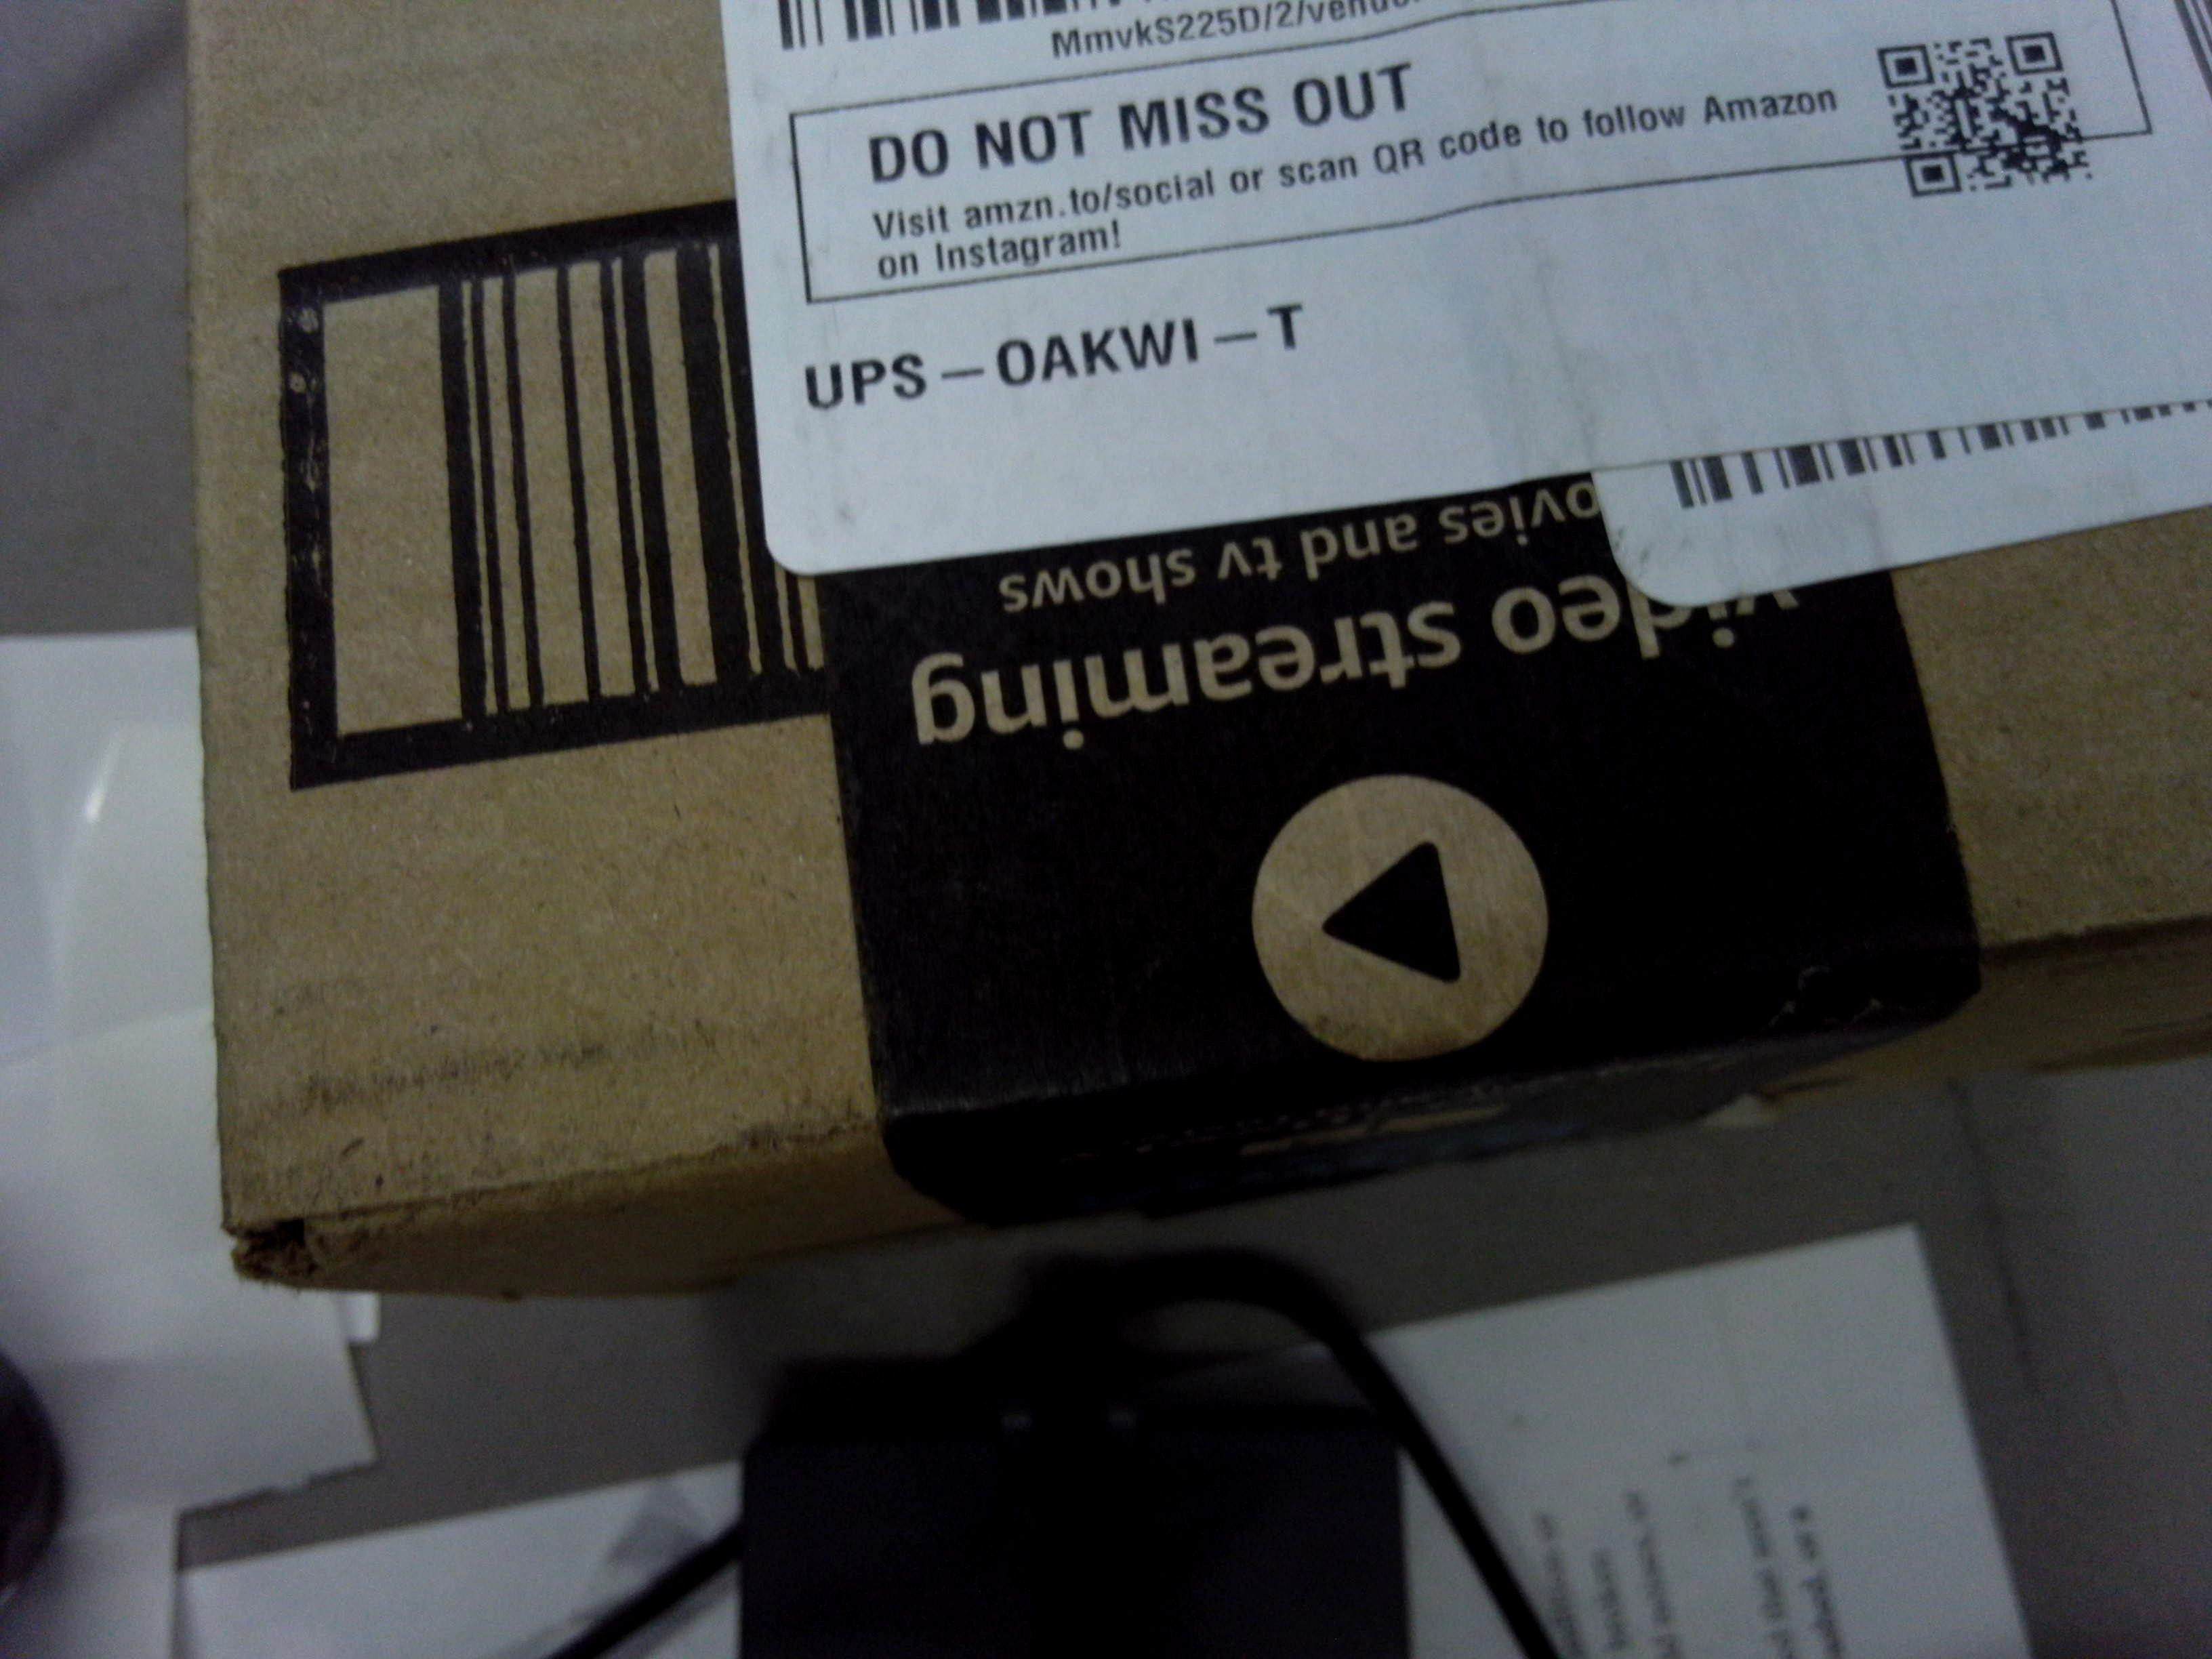 MmvkS225D/2/vend
DO NOT MISS OUT
Visit amzn.to/social or scan QR code to follow Amazon
on Instagram!
UPS-OAKWI-T
video streaming
ovies and tv shows